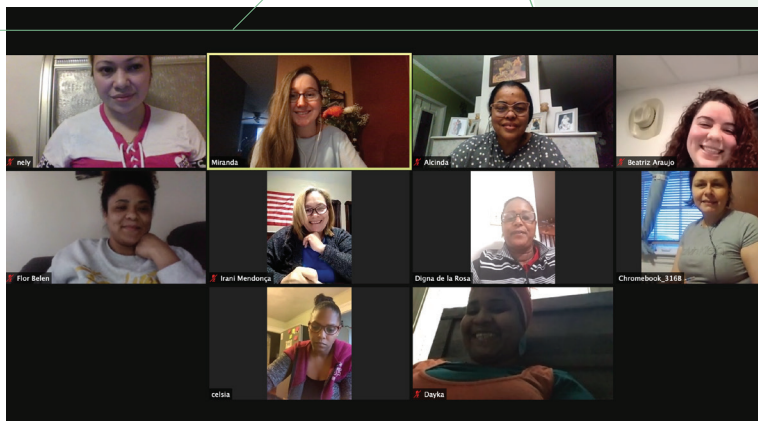 nely
Miranda
Alcinda
Beatriz Araujo
Flor Belen
Irani Mendonça
Digna de la Rosa
Chromebook_3168
celsia
Dayka